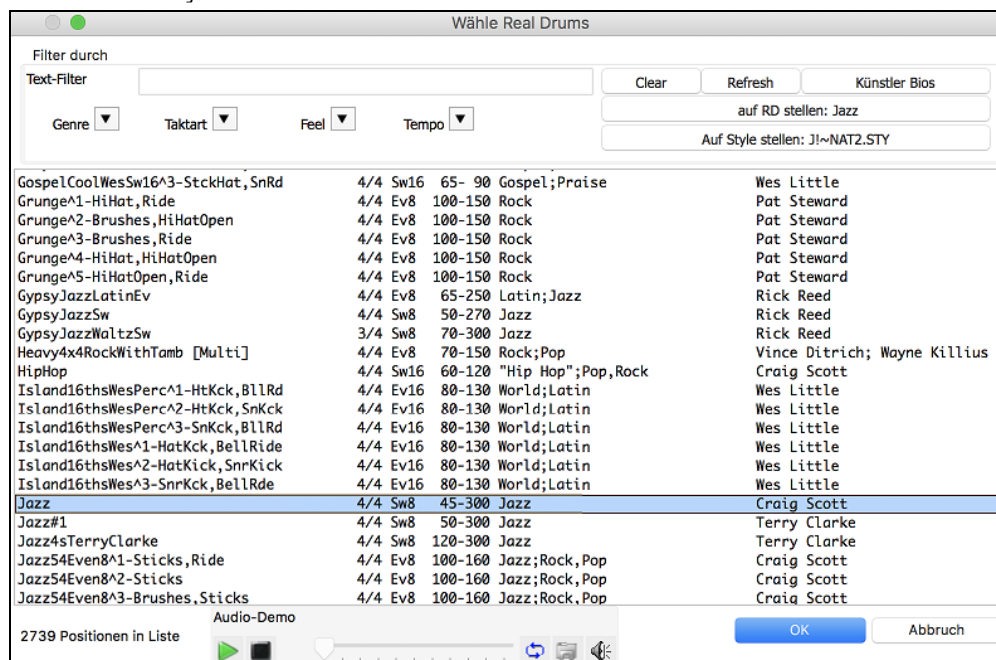 Wähle Real Drums
Filter durch
Text-Filter Clear Refresh Künstler Bios
Genre Taktart Feel Tempo auf RD stellen: Jazz
Auf Style stellen: J!~NAT2.STY
GospelCoolWesSw16^3-StckHat,SnRd 4/4 Sw16 65- 90 Gospel;Praise Wes Little
Grunge^1-HiHat,Ride 4/4 Ev8 100-150 Rock Pat Steward
Grunge^2-Brushes,HiHatOpen 4/4 Ev8 100-150 Rock Pat Steward
Grunge^3-Brushes,Ride 4/4 Ev8 100-150 Rock Pat Steward
Grunge^4-HiHat,HiHatOpen 4/4 Ev8 100-150 Rock Pat Steward
Grunge^5-HiHatOpen,Ride 4/4 Ev8 100-150 Rock Pat Steward
GypsyJazzLatinEv 4/4 Ev8 65-250 Latin;Jazz Rick Reed
GypsyJazzSw 4/4 Sw8 50-270 Jazz Rick Reed
GypsyJazzWaltzSw 3/4 Sw8 70-300 Jazz Rick Reed
Heavy4x4RockWithTamb [Multi] 4/4 Ev8 70-150 Rock;Pop Vince Ditrich; Wayne Killius
HipHop 4/4 Sw16 60-120 "Hip Hop";Pop,Rock Craig Scott
Island16thsWesPerc^1-HtKck,BllRd 4/4 Ev16 80-130 World;Latin Wes Little
Island16thsWesPerc^2-HtKck,SnKck 4/4 Ev16 80-130 World;Latin Wes Little
Island16thsWesPerc^3-SnKck,BllRd 4/4 Ev16 80-130 World;Latin Wes Little
Island16thsWes^1-HatKck,BellRide 4/4 Ev16 80-130 World;Latin Wes Little
Island16thsWes^2-HatKick,SnrKick 4/4 Ev16 80-130 World;Latin Wes Little
Island16thsWes^3-SnrKck,BellRde 4/4 Ev16 80-130 World;Latin Wes Little
Jazz 4/4 Sw8 45-300 Jazz Craig Scott
Jazz#1 4/4 Sw8 50-300 Jazz Terry Clarke
Jazz4sTerryClarke 4/4 Sw8 120-300 Jazz Terry Clarke
Jazz54Even8^1-Sticks,Ride 4/4 Ev8 100-160 Jazz;Rock,Pop Craig Scott
Jazz54Even8^2-Sticks 4/4 Ev8 100-160 Jazz;Rock,Pop Craig Scott
Jazz54Even8^3-Brushes,Sticks 4/4 Ev8 100-160 Jazz;Rock,Pop Craig Scott
Audio-Demo
2739 Positionen in Liste OK Abbruch